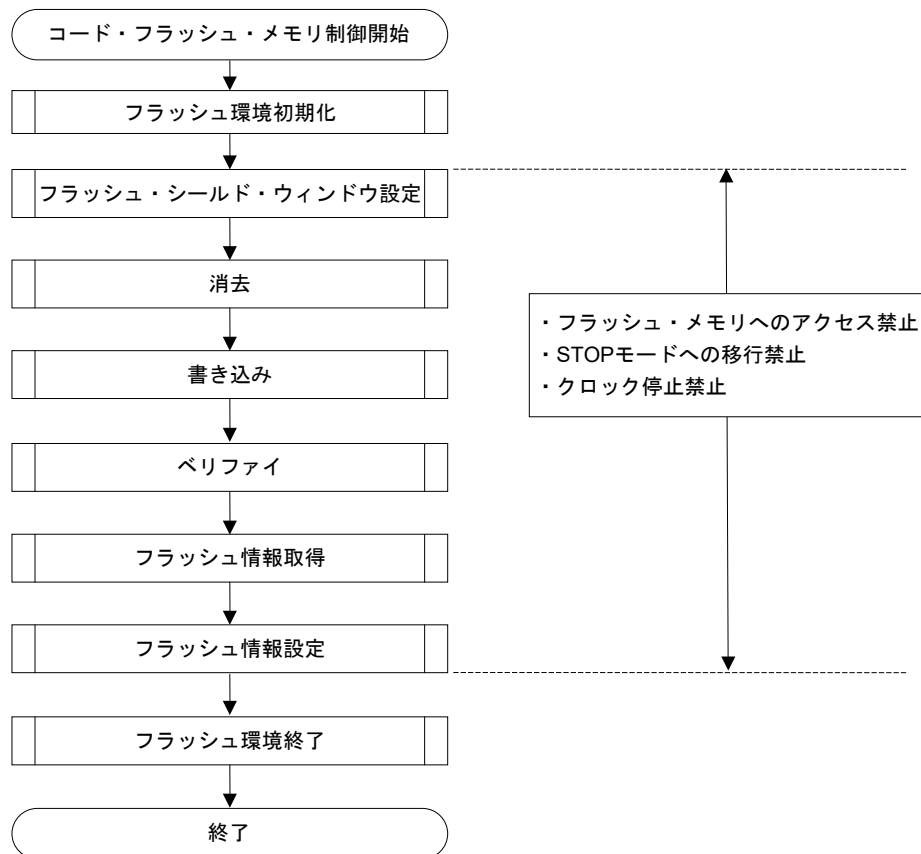 コード・フラッシュ・メモリ制御開始
フラッシュ環境初期化
フラッシュ・シールド・ウィンドウ設定
消去
書き込み
ベリファイ
フラッシュ情報取得
フラッシュ情報設定
フラッシュ環境終了
終了
・フラッシュ・メモリへのアクセス禁止
・STOPモードへの移行禁止
・クロック停止禁止